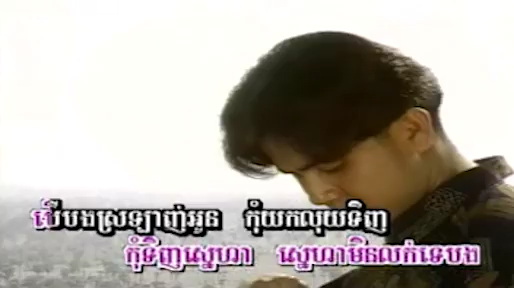 បើបងស្រឡាញ់អូន កុំយកលុយទិញ
កុំទិញស្នេហា ស្នេហាមិនលក់ទេបង